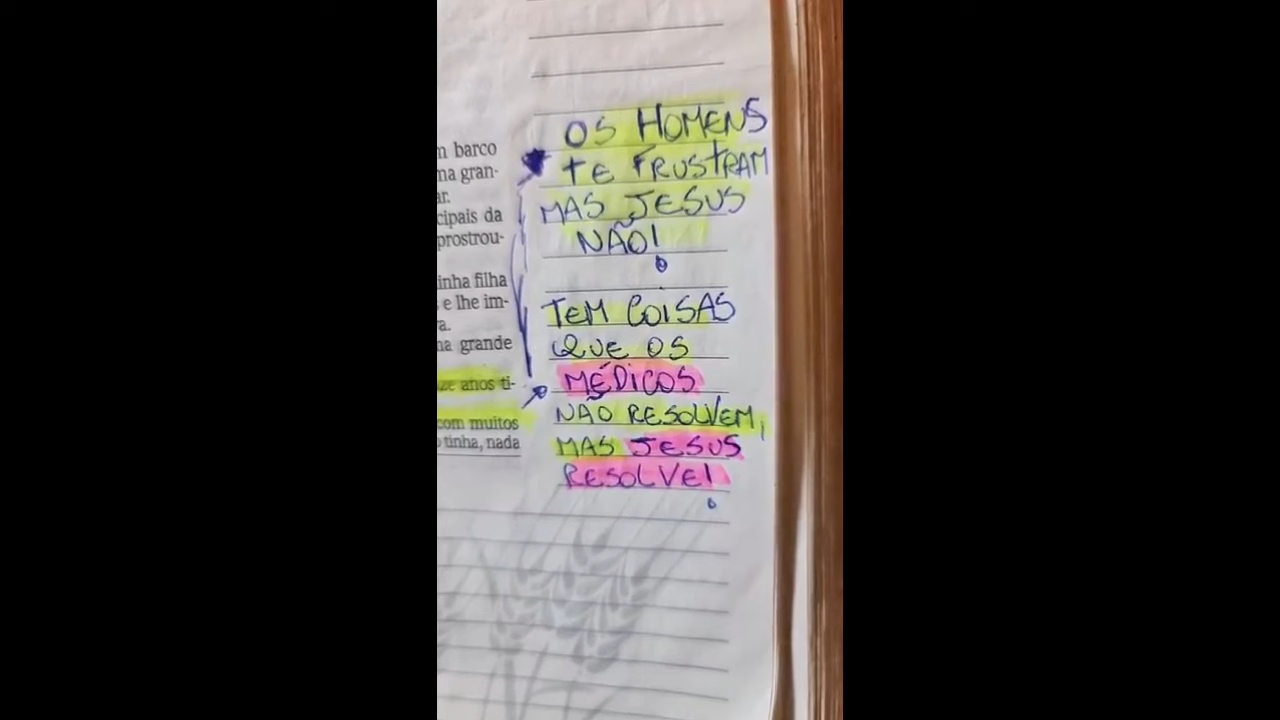 m barco
ma gran-
ar.
cipais da
prostrou-
inha filha
e lhe im-
a.
na grande
ze anos ti-
com muitos
o tinha, nada
OS HOMENS
TE FRUSTRAM
MAS JESUS
NÃO!
TEM COISAS
QUE OS
MÉDICOS
NÃO RESOLVEM,
MAS JESUS
RESOLVE!